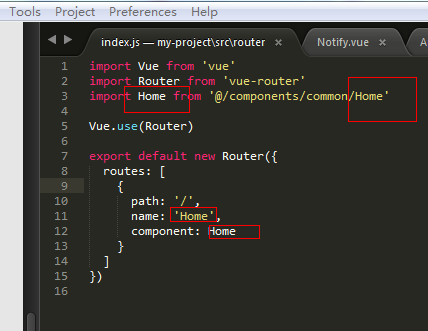 Tools Project Preferences Help
index.js — my-project\src\router × Notify.vue × A
1 import Vue from 'vue'
2 import Router from 'vue-router'
3 import Home from '@/components/common/Home'
4
5 Vue.use(Router)
6
7 export default new Router({
8 routes: [
9 {
10 path: '/',
11 name: 'Home',
12 component: Home
13 }
14 ]
15 })
16